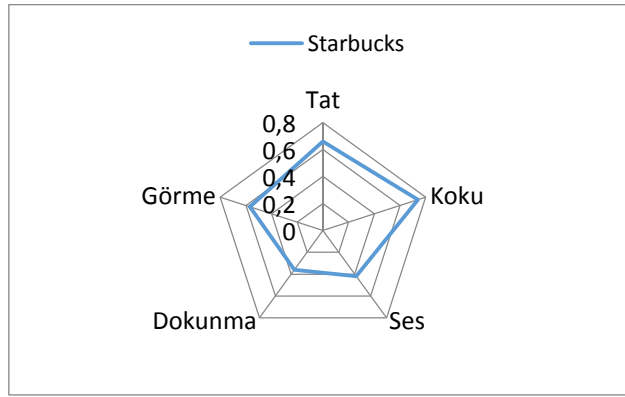 Starbucks
Tat
0,8
0,6
0,4
0,2
0
Görme
Koku
Dokunma
Ses